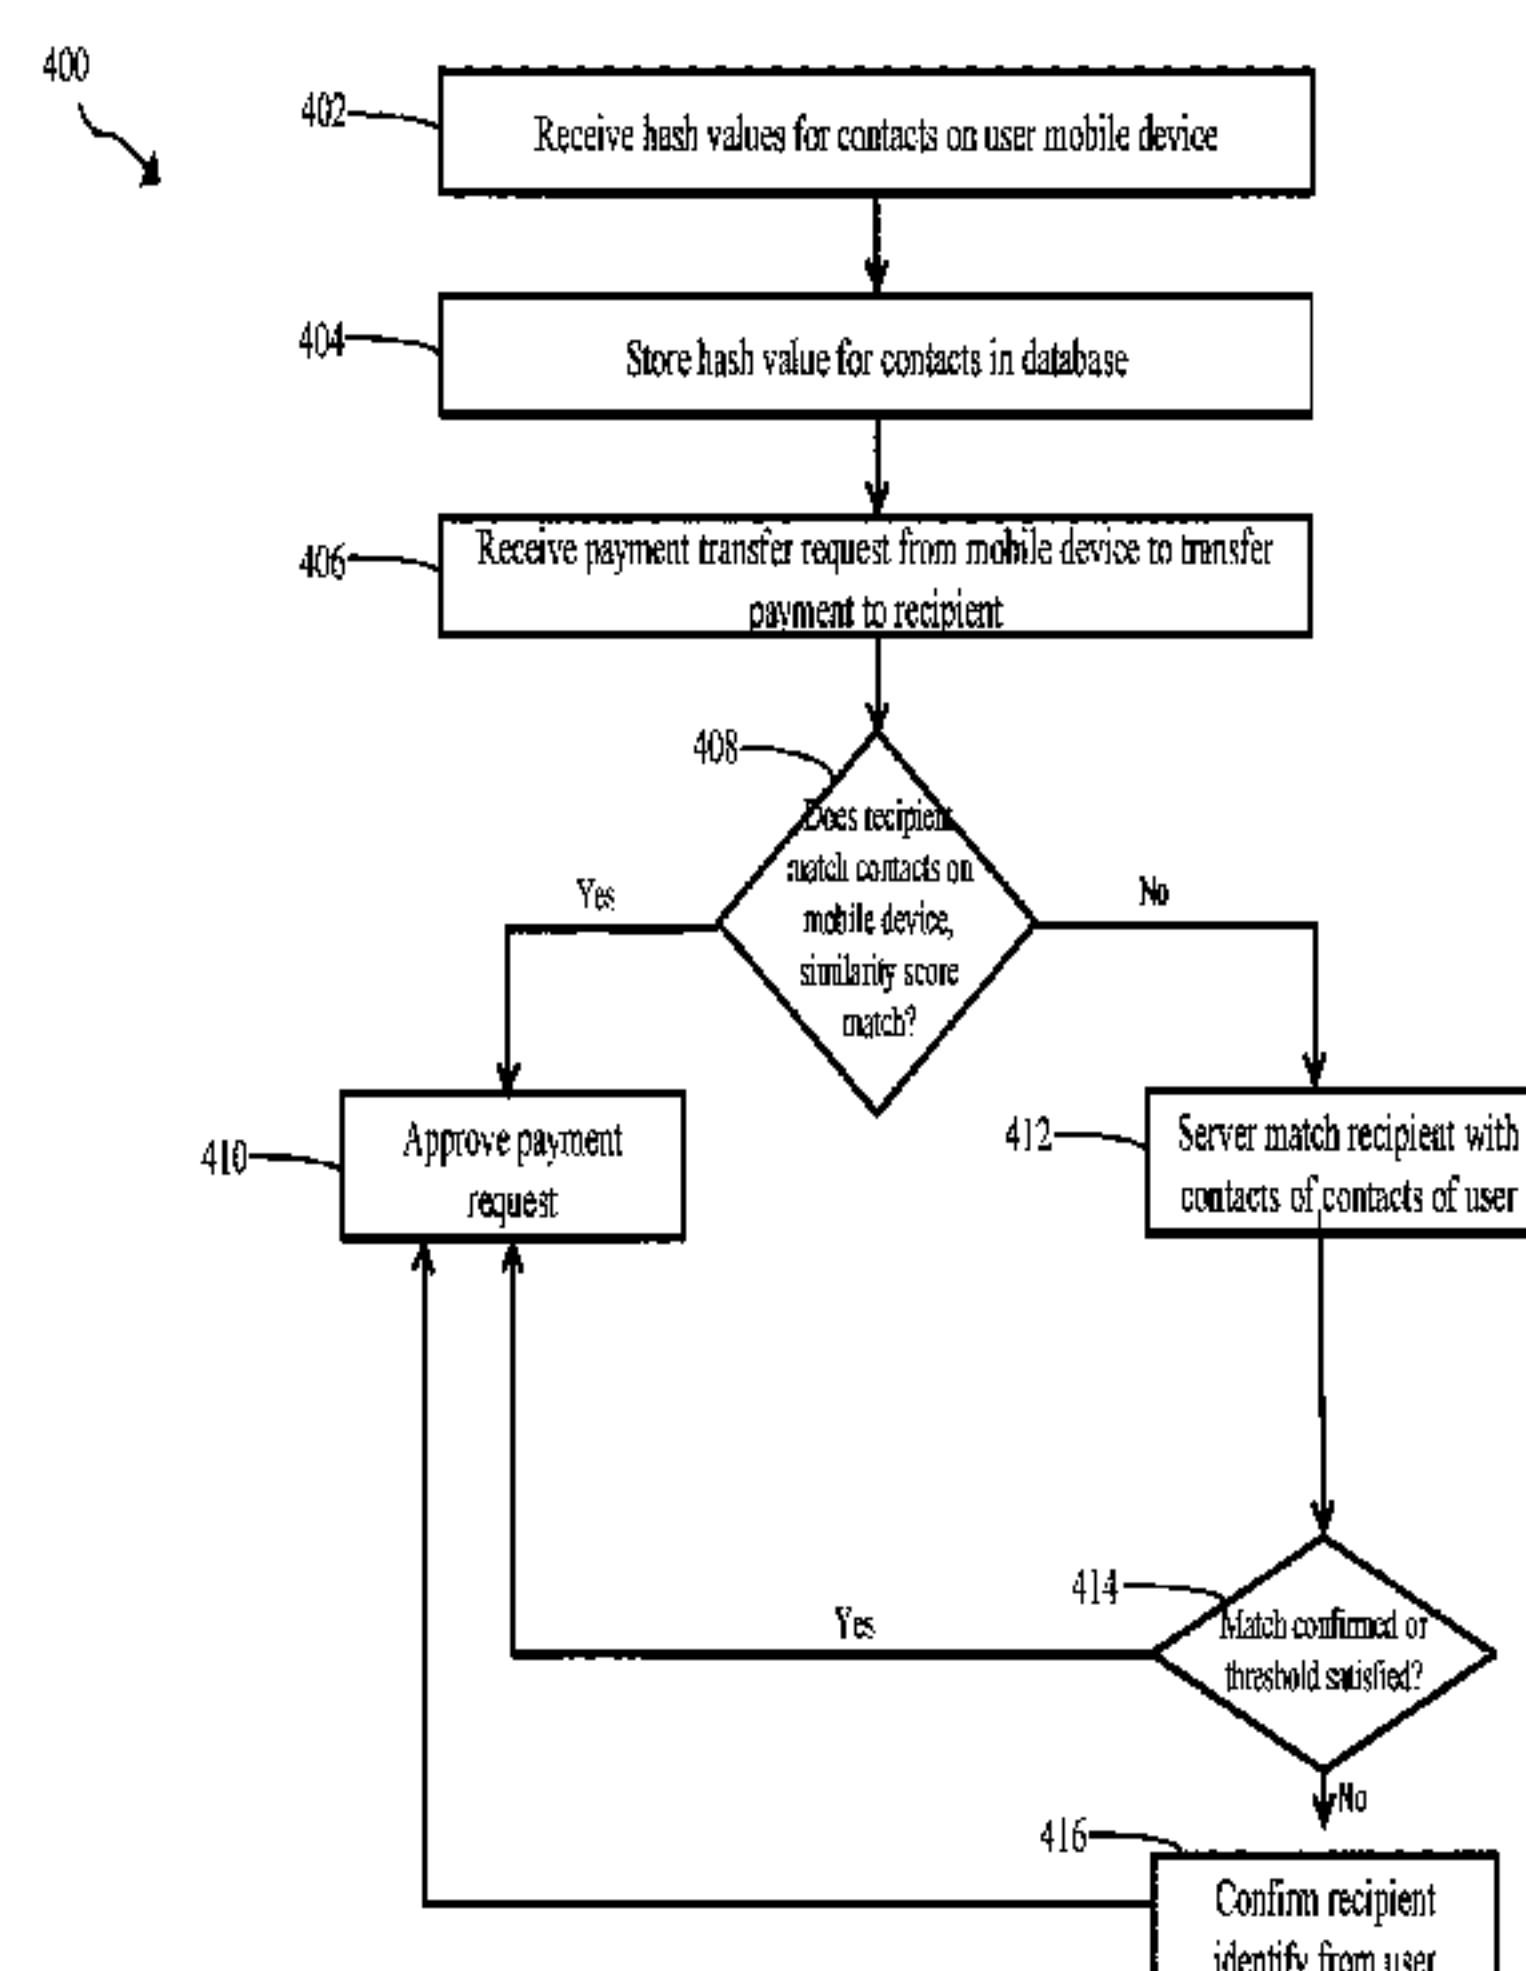 400
402
Receive hash values for contacts on user mobile device
404
Store hash value for contacts in database
406
Receive payment transfer request from mobile device to transfer
payment to recipient
408
Does recipient
match contacts on
mobile device,
similarity score
match?
Yes
No
410
Approve payment
request
412
Server match recipient with
contacts of contacts of user
414
Match confirmed or
threshold satisfied?
Yes
No
416
Confirm recipient
identify from user